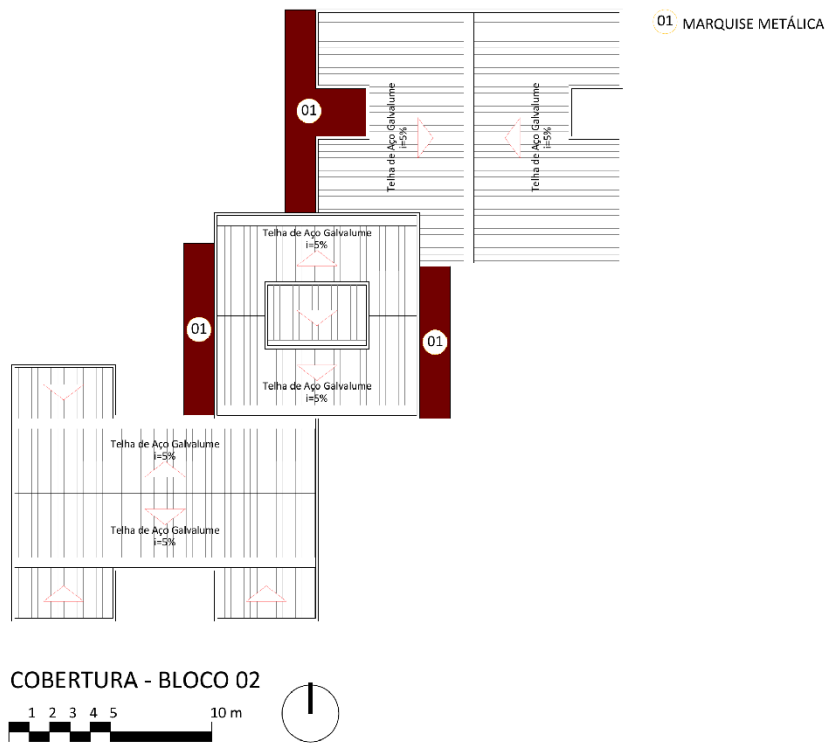 01 MARQUISE METÁLICA
Telha de Aço Galvalume
i=5%
Telha de Aço Galvalume
i=5%
01
Telha de Aço Galvalume
i=5%
01
01
Telha de Aço Galvalume
i=5%
Telha de Aço Galvalume
i=5%
Telha de Aço Galvalume
i=5%
COBERTURA - BLOCO 02
1 2 3 4 5 10 m